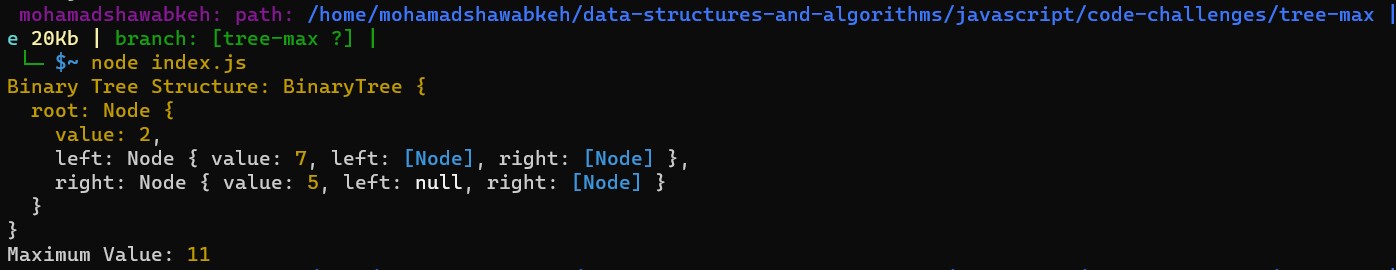 mohamadshawabkeh: path: /home/mohamadshawabkeh/data-structures-and-algorithms/javascript/code-challenges/tree-max |
e 20Kb | branch: [tree-max ?] |
└─ $~ node index.js
Binary Tree Structure: BinaryTree {
  root: Node {
    value: 2,
    left: Node { value: 7, left: [Node], right: [Node] },
    right: Node { value: 5, left: null, right: [Node] }
  }
}
Maximum Value: 11